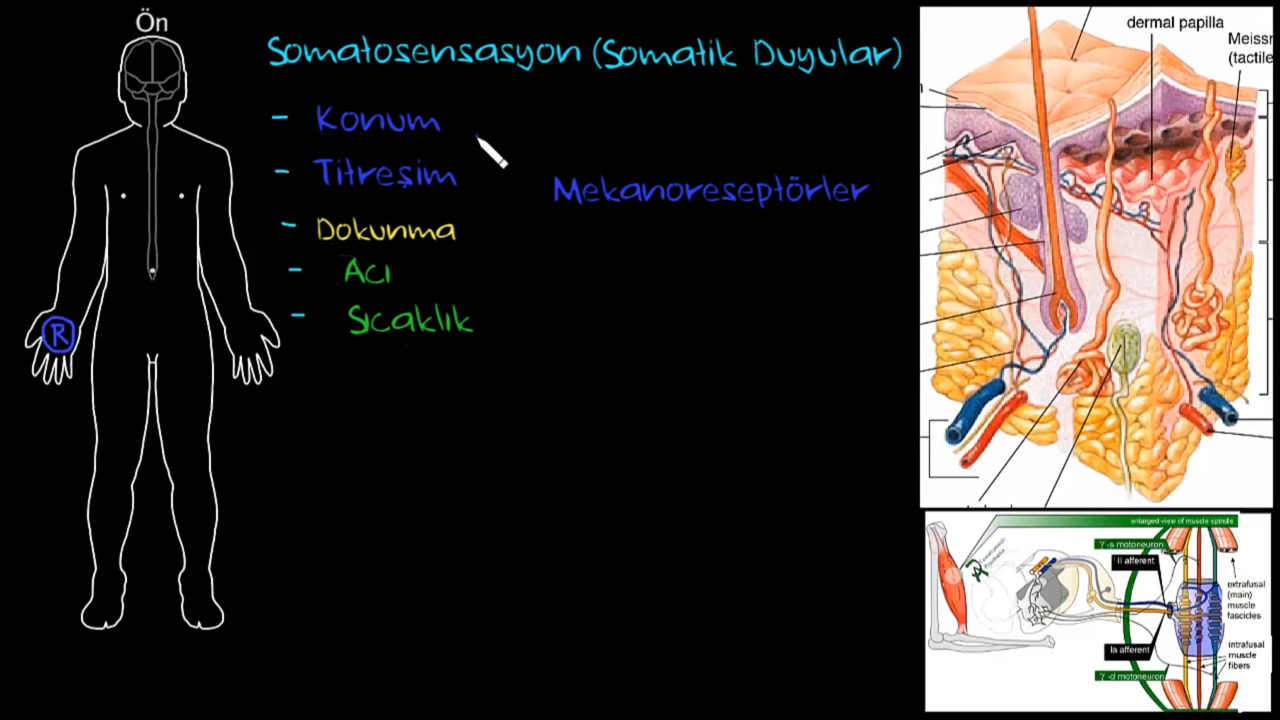 Ön
Somatosensasyon (Somatik Duyular)
- Konum
- Titreşim
- Dokunma
- Acı
- Sıcaklık
Mekanoreseptörler
R
dermal papilla
Meissr
(tactile
enlarged view of muscle spindle
γ-s motoneuron
II afferent
extrafusal
(main)
muscle
fascicles
Ia afferent
intrafusal
muscle
fibers
γ-d motoneuron